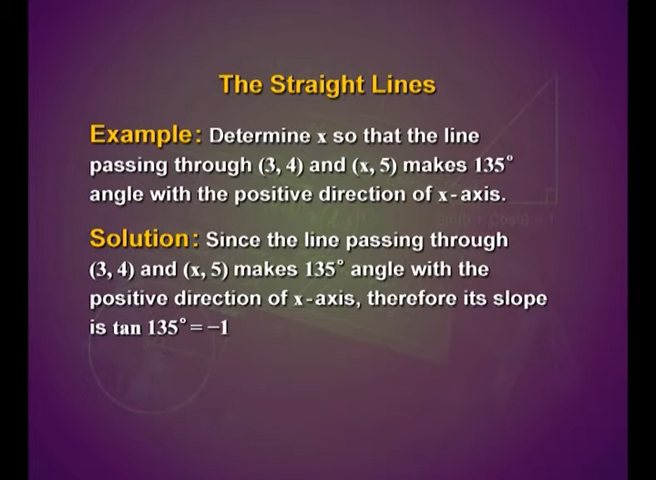 The Straight Lines
Example: Determine x so that the line
passing through (3, 4) and (x, 5) makes 135°
angle with the positive direction of x-axis.
Solution: Since the line passing through
(3, 4) and (x, 5) makes 135° angle with the
positive direction of x-axis, therefore its slope
is tan 135° = −1